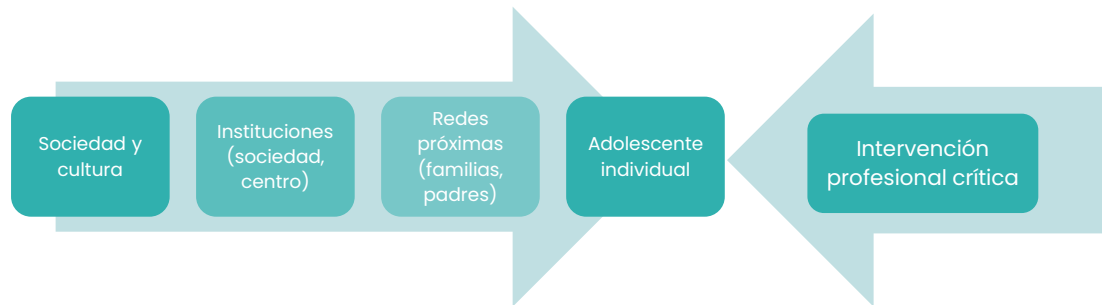 Sociedad y
cultura
Instituciones
(sociedad,
centro)
Redes
próximas
(familias,
padres)
Adolescente
individual
Intervención
profesional crítica